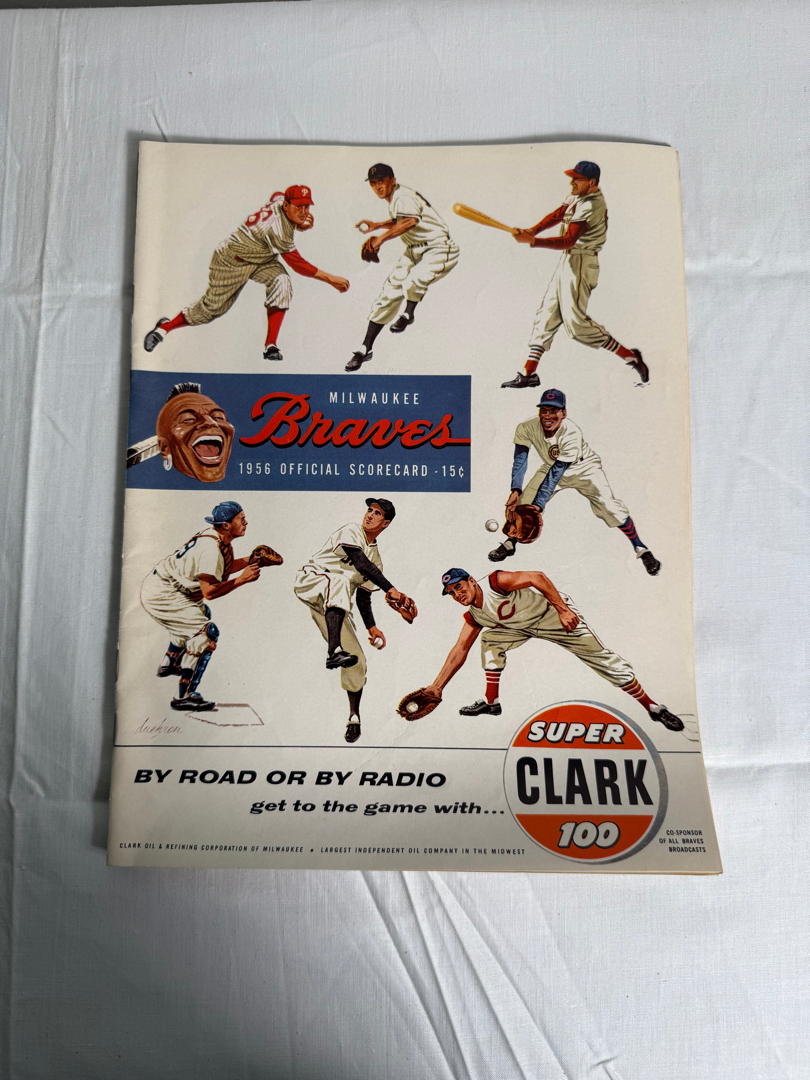 MILWAUKEE
Braves
1956 OFFICIAL SCORECARD - 15¢
BY ROAD OR BY RADIO
get to the game with...
SUPER
CLARK
100
CLARK OIL & REFINING CORPORATION OF MILWAUKEE • LARGEST INDEPENDENT OIL COMPANY IN THE MIDWEST
CO-SPONSOR
OF ALL BRAVES
BROADCASTS